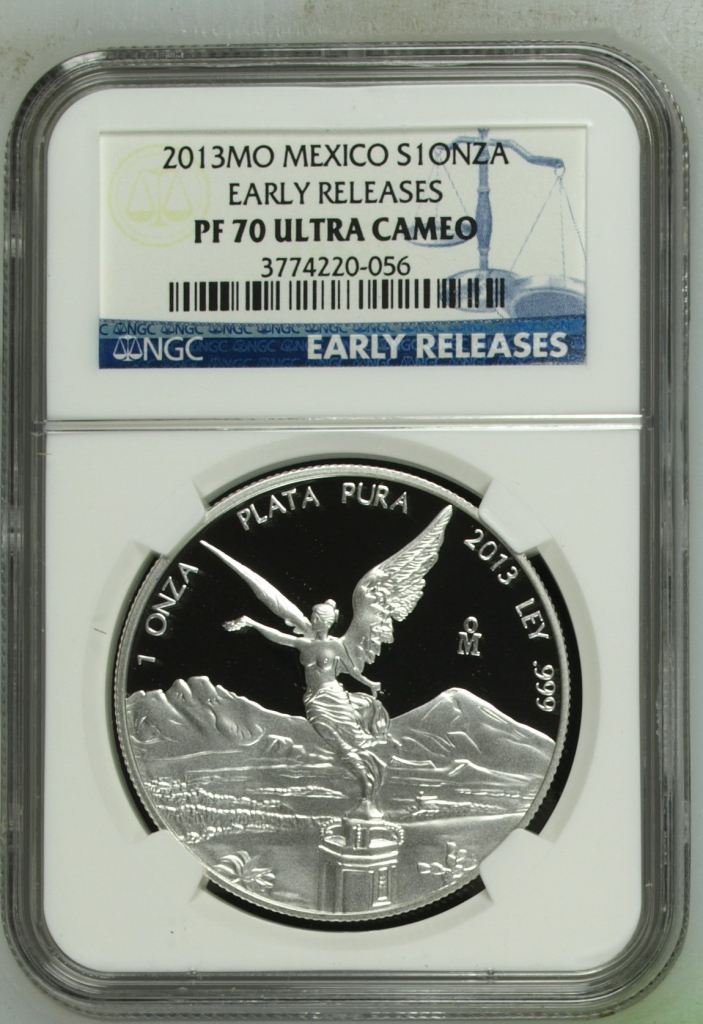 2013MO MEXICO S1ONZA
EARLY RELEASES
PF 70 ULTRA CAMEO
3774220-056
NGC
EARLY RELEASES
1 ONZA PLATA PURA 2013 LEY .999
Mo